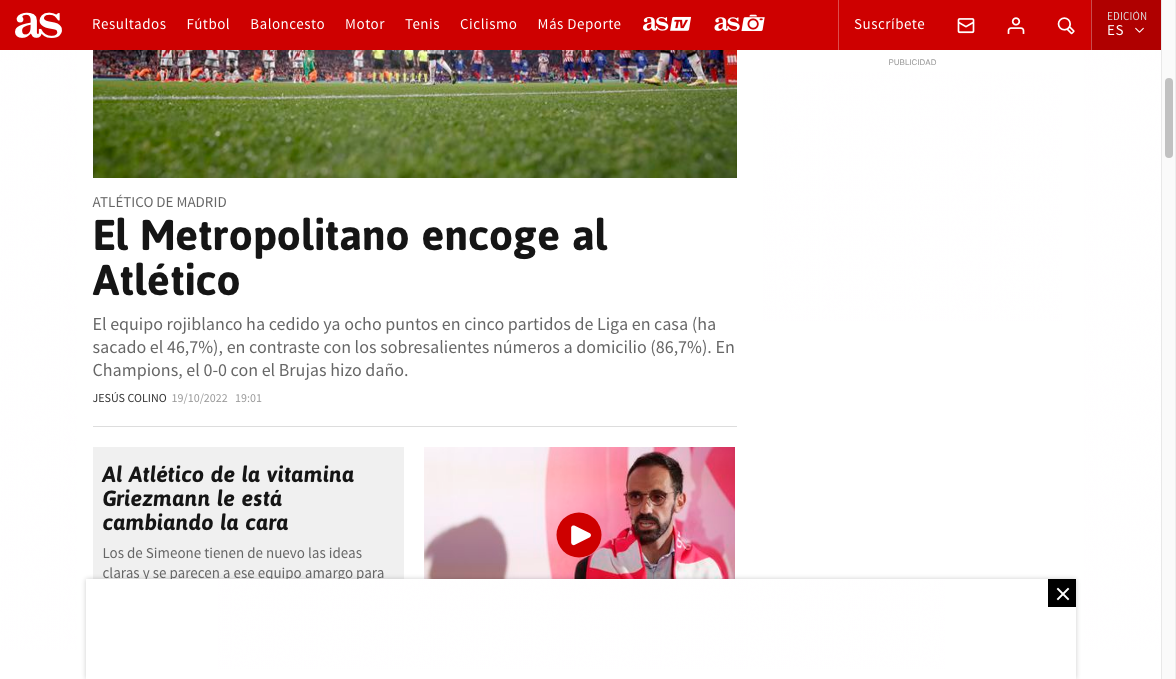 as Resultados Fútbol Baloncesto Motor Tenis Ciclismo Más Deporte as TV as Suscríbete EDICIÓN
ES
PUBLICIDAD
ATLÉTICO DE MADRID
El Metropolitano encoge al
Atlético
El equipo rojiblanco ha cedido ya ocho puntos en cinco partidos de Liga en casa (ha
sacado el 46,7%), en contraste con los sobresalientes números a domicilio (86,7%). En
Champions, el 0-0 con el Brujas hizo daño.
JESÚS COLINO 19/10/2022 19:01
Al Atlético de la vitamina
Griezmann le está
cambiando la cara
Los de Simeone tienen de nuevo las ideas
claras y se parecen a ese equipo amargo para